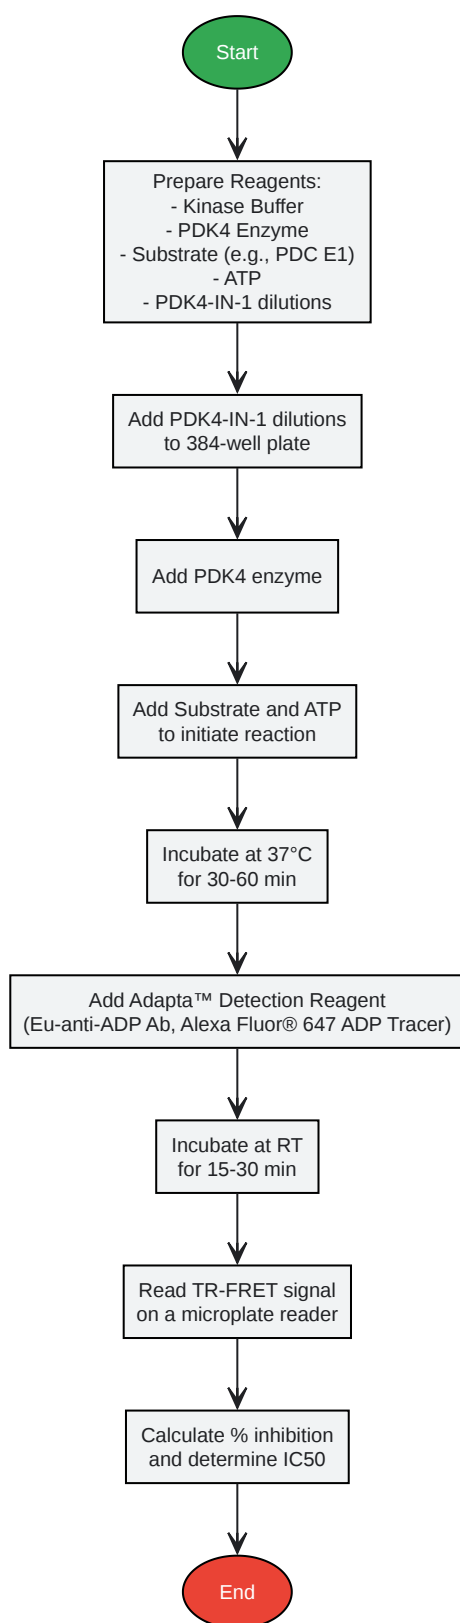 Start
Prepare Reagents:
- Kinase Buffer
- PDK4 Enzyme
- Substrate (e.g., PDC E1)
- ATP
- PDK4-IN-1 dilutions
Add PDK4-IN-1 dilutions
to 384-well plate
Add PDK4 enzyme
Add Substrate and ATP
to initiate reaction
Incubate at 37°C
for 30-60 min
Add Adapta™ Detection Reagent
(Eu-anti-ADP Ab, Alexa Fluor® 647 ADP Tracer)
Incubate at RT
for 15-30 min
Read TR-FRET signal
on a microplate reader
Calculate % inhibition
and determine IC50
End